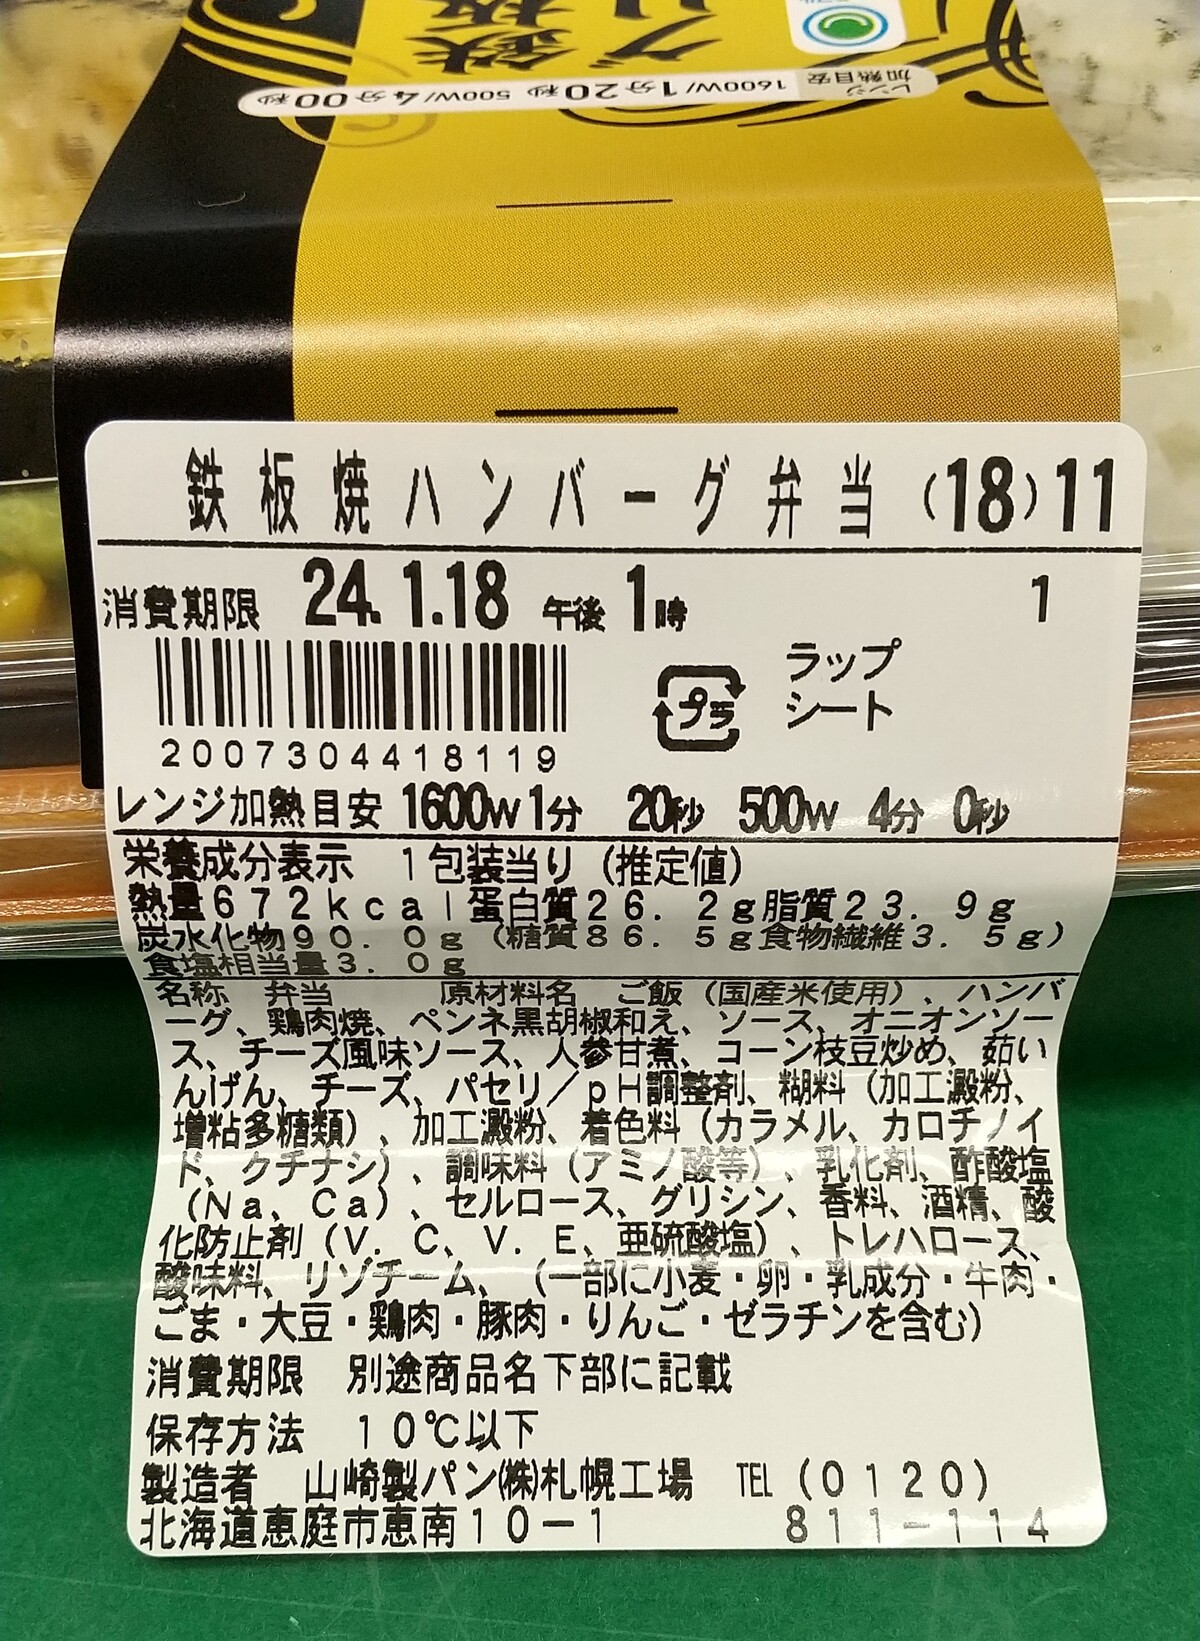 鉄板
グリ
レンジ加熱目安 1600W/1分20秒 500W/4分00秒
鉄板焼ハンバーグ弁当(18)11
消費期限 24. 1.18 午後 1時 1
2007304418119
プラ
ラップ
シート
レンジ加熱目安 1600W 1分 20秒 500W 4分 0秒
栄養成分表示 1包装当り(推定値)
熱量672kcal蛋白質26.2g脂質23.9g
炭水化物90.0g(糖質86.5g食物繊維3.5g)
食塩相当量3.0g
名称 弁当 原材料名 ご飯(国産米使用)、ハンバ
ーグ、鶏肉焼、ペンネ黒胡椒和え、ソース、オニオンソー
ス、チーズ風味ソース、人参甘煮、コーン枝豆炒め、茹い
んげん、チーズ、パセリ/pH調整剤、糊料(加工澱粉、
増粘多糖類)、加工澱粉、着色料(カラメル、カロチノイ
ド、クチナシ)、調味料(アミノ酸等)、乳化剤、酢酸塩
(Na、Ca)、セルロース、グリシン、香料、酒精、酸
化防止剤(V.C、V.E、亜硫酸塩)、トレハロース、
酸味料、リゾチーム、(一部に小麦・卵・乳成分・牛肉・
ごま・大豆・鶏肉・豚肉・りんご・ゼラチンを含む)
消費期限 別途商品名下部に記載
保存方法 10℃以下
製造者 山崎製パン㈱札幌工場 TEL(0120)
北海道恵庭市恵南10-1 811-114